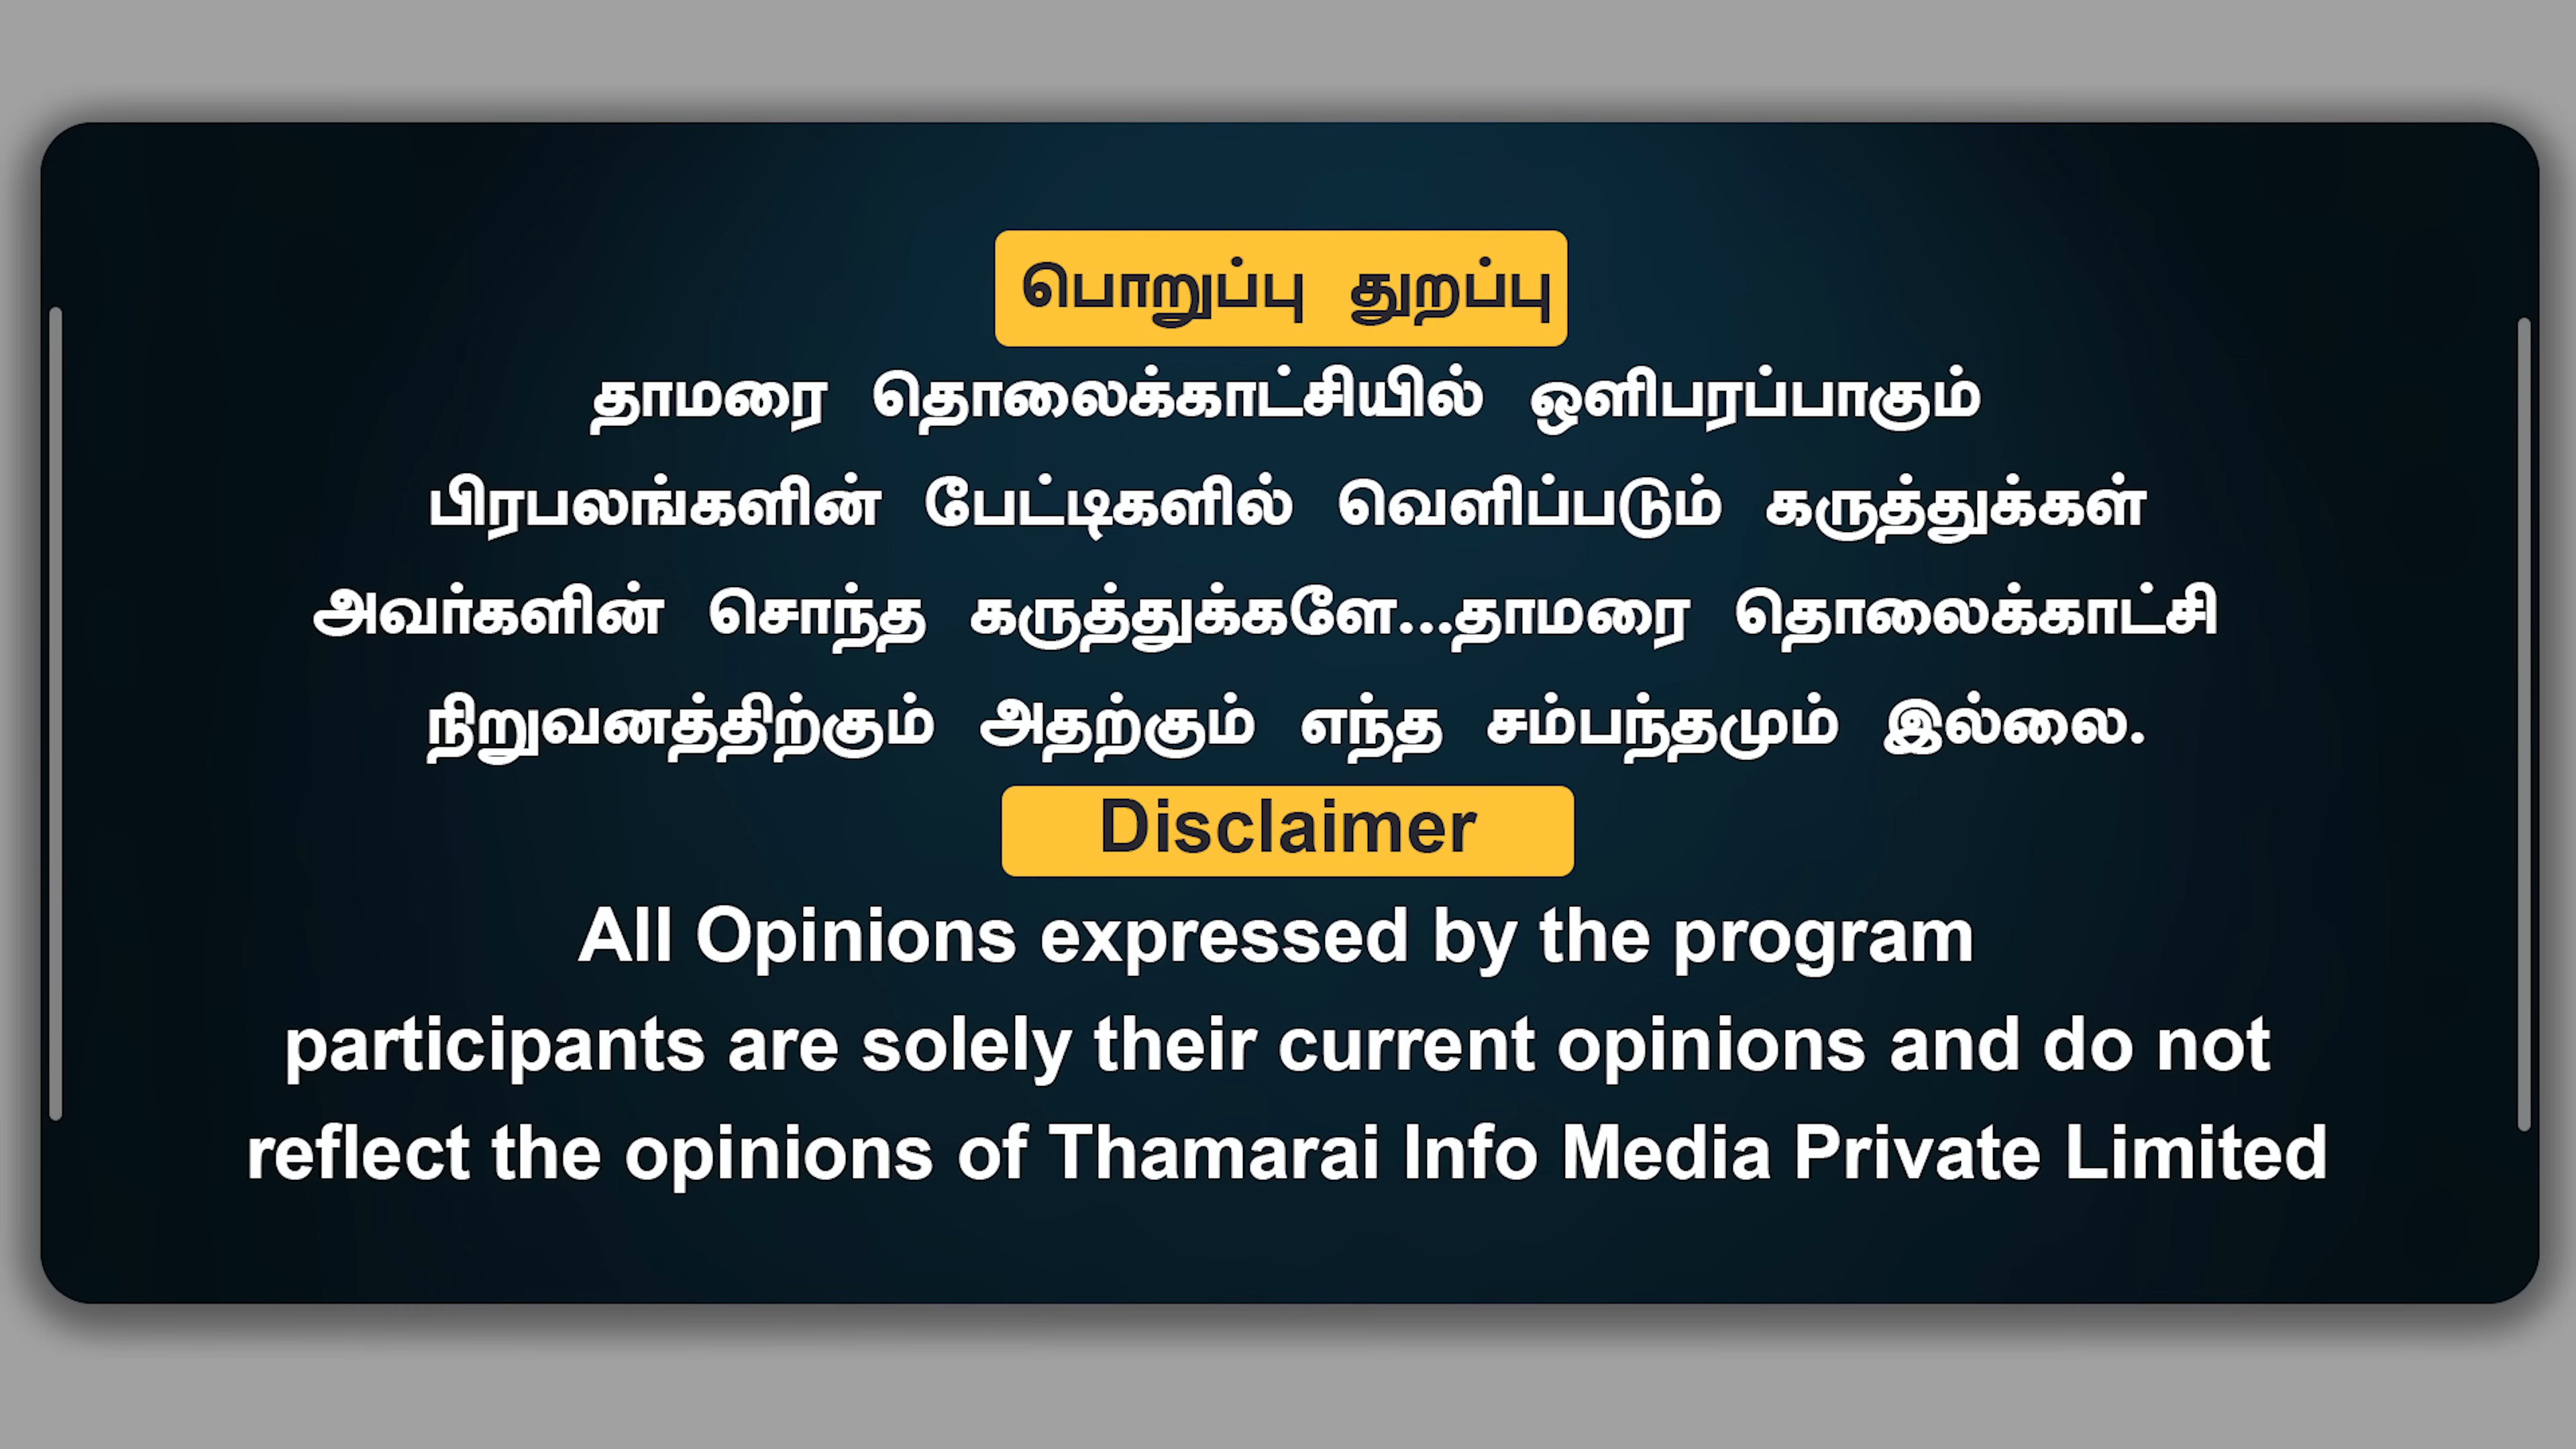 பொறுப்பு துறப்பு
தாமரை தொலைக்காட்சியில் ஒளிபரப்பாகும்
பிரபலங்களின் பேட்டிகளில் வெளிப்படும் கருத்துக்கள்
அவர்களின் சொந்த கருத்துக்களே...தாமரை தொலைக்காட்சி
நிறுவனத்திற்கும் அதற்கும் எந்த சம்பந்தமும் இல்லை.
Disclaimer
All Opinions expressed by the program
participants are solely their current opinions and do not
reflect the opinions of Thamarai Info Media Private Limited